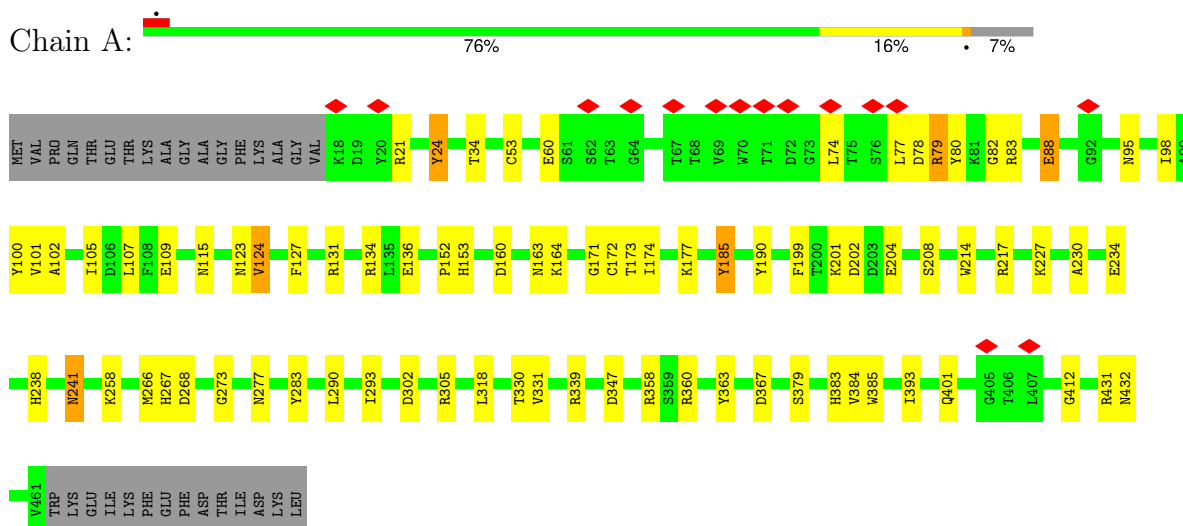 Chain A:
76% 16% • 7%
MET VAL PRO GLN THR GLU THR LYS ALA GLY ALA GLY PHE LYS ALA GLY VAL K18 D19 Y20 R21 Y24 T34 C53 E60 S61 S62 T63 G64 T67 T68 V69 W70 T71 D72 G73 L74 T75 S76 L77 D78 R79 Y80 K81 G82 R83 E88 G92 N95 I98 A99
Y100 V101 A102 I105 D106 L107 F108 E109 N115 N123 V124 F127 R131 R134 L135 E136 P152 H153 D160 N163 K164 G171 C172 T173 I174 K177 Y185 Y190 F199 T200 K201 D202 D203 E204 S208 W214 R217 K227 A230 E234
H238 N241 K258 M266 H267 D268 G273 N277 Y283 L290 I293 D302 R305 L318 T330 V331 R339 D347 R358 S359 R360 Y363 D367 S379 H383 V384 W385 I393 Q401 G405 T406 L407 G412 R431 N432
V461 TRP LYS GLU ILE LYS PHE GLU PHE ASP THR ILE ASP LYS LEU